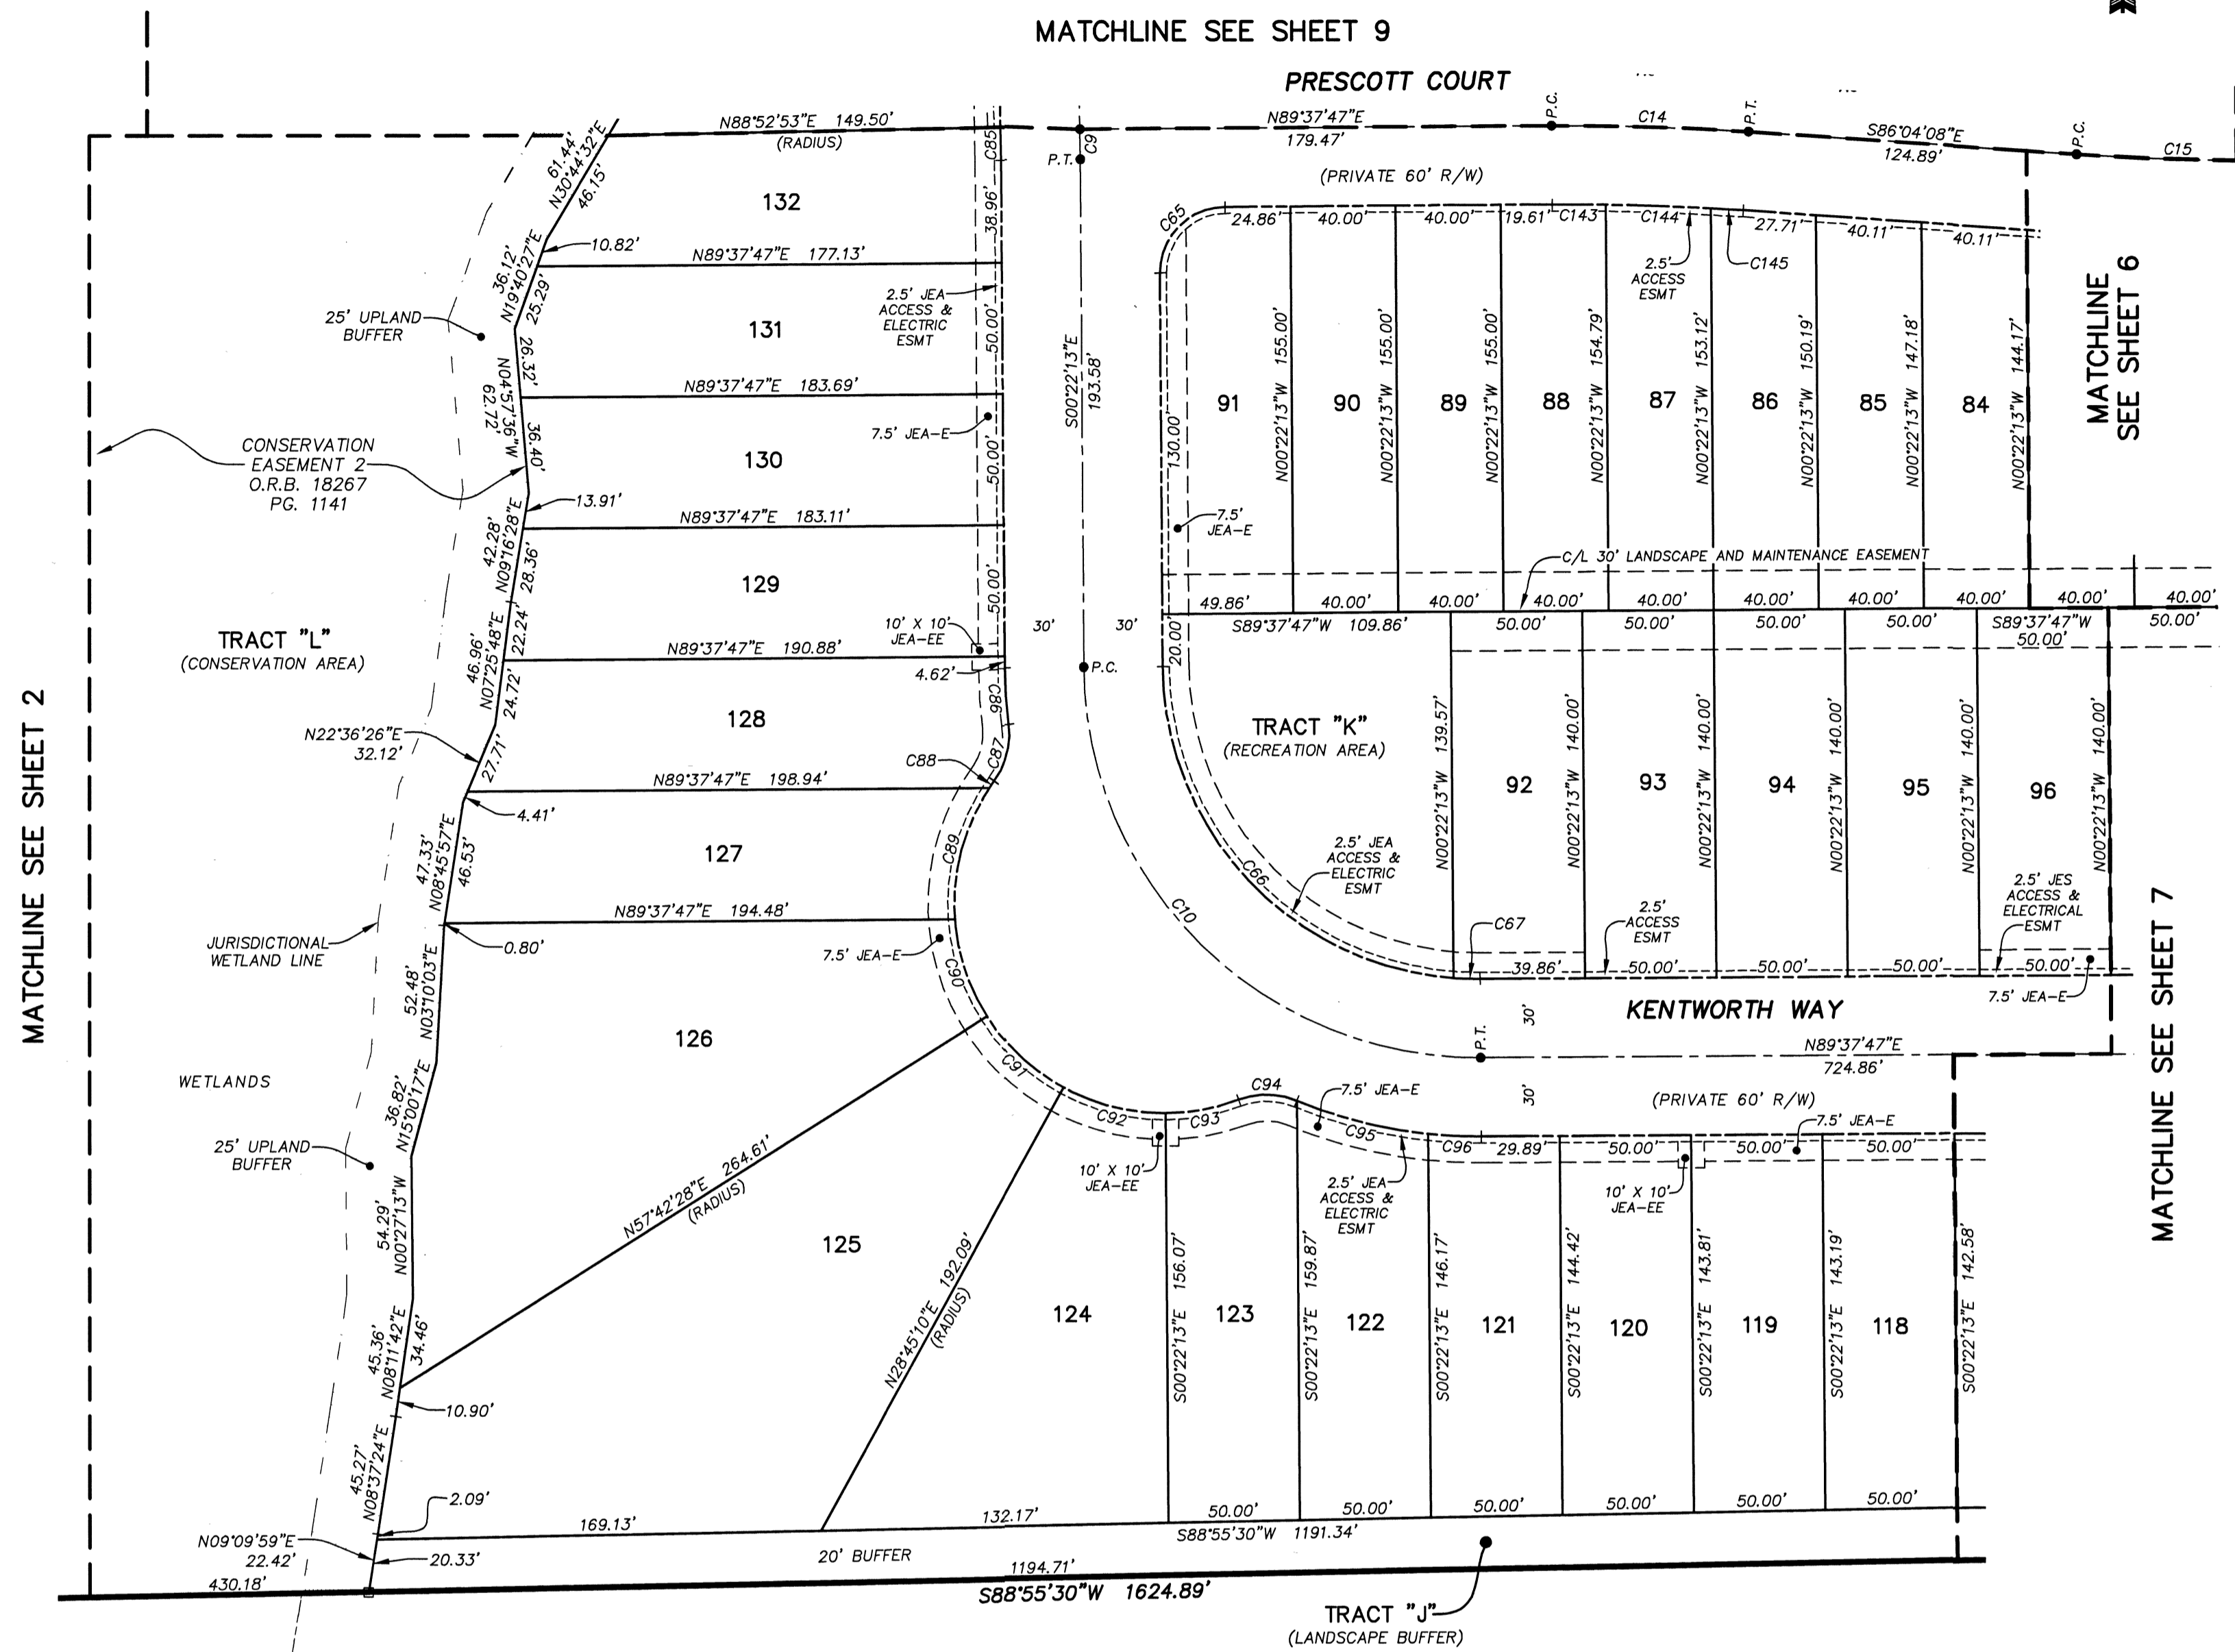 MATCHLINE SEE SHEET 9
PRESCOTT COURT
N88°52'53"E 149.50'
(RADIUS)
C85
P.T.
C9
N89°37'47"E
179.47'
P.C.
C14
P.T.
S86°04'08"E
124.89'
P.C.
C15
(PRIVATE 60' R/W)
61.44'
N30°44'32"E
46.15'
132
38.96'
C65
24.86'
40.00'
40.00'
19.61'
C143
C144
27.71'
40.11'
40.11'
C145
2.5'
ACCESS
ESMT
10.82'
N89°37'47"E 177.13'
36.12'
N19°40'27"E
25.29'
25' UPLAND
BUFFER
131
2.5' JEA
ACCESS &
ELECTRIC
ESMT
50.00'
S00°22'13"E
193.58'
MATCHLINE
SEE SHEET 6
26.32'
N04°57'36"W
62.72'
36.40'
N89°37'47"E 183.69'
7.5' JEA-E
130
50.00'
130.00'
91
N00°22'13"W 155.00'
90
N00°22'13"W 155.00'
89
N00°22'13"W 155.00'
88
N00°22'13"W 154.79'
87
N00°22'13"W 153.12'
86
N00°22'13"W 150.19'
85
N00°22'13"W 147.18'
84
N00°22'13"W 144.17'
CONSERVATION
EASEMENT 2
O.R.B. 18267
PG. 1141
13.91'
N89°37'47"E 183.11'
7.5'
JEA-E
42.28'
N09°16'28"E
28.36'
129
50.00'
C/L 30' LANDSCAPE AND MAINTENANCE EASEMENT
49.86'
40.00'
40.00'
40.00'
40.00'
40.00'
40.00'
40.00'
40.00'
40.00'
S89°37'47"W 109.86'
50.00'
50.00'
50.00'
50.00'
S89°37'47"W
50.00'
50.00'
TRACT "L"
(CONSERVATION AREA)
46.96'
N07°25'48"E
22.24'
24.72'
10' X 10'
JEA-EE
N89°37'47"E 190.88'
4.62'
30'
30'
20.00'
P.C.
C86
MATCHLINE SEE SHEET 2
128
N22°36'26"E
32.12'
27.71'
C87
C88
N89°37'47"E 198.94'
4.41'
TRACT "K"
(RECREATION AREA)
N00°22'13"W 139.57'
92
N00°22'13"W 140.00'
93
N00°22'13"W 140.00'
94
N00°22'13"W 140.00'
95
N00°22'13"W 140.00'
96
N00°22'13"W 140.00'
47.33'
N08°45'57"E
46.53'
127
C89
2.5' JEA
ACCESS &
ELECTRIC
ESMT
C66
C10
2.5' JES
ACCESS &
ELECTRICAL
ESMT
N89°37'47"E 194.48'
0.80'
JURISDICTIONAL
WETLAND LINE
7.5' JEA-E
C90
C67
2.5'
ACCESS
ESMT
39.86'
50.00'
50.00'
50.00'
50.00'
7.5' JEA-E
MATCHLINE SEE SHEET 7
52.48'
N03°10'03"E
126
C91
KENTWORTH WAY
30'
P.T.
N89°37'47"E
724.86'
WETLANDS
36.82'
N15°00'17"E
C92
C93
C94
7.5' JEA-E
30'
(PRIVATE 60' R/W)
7.5' JEA-E
C95
C96
29.89'
50.00'
50.00'
50.00'
25' UPLAND
BUFFER
10' X 10'
JEA-EE
2.5' JEA
ACCESS &
ELECTRIC
ESMT
10' X 10'
JEA-EE
54.29'
N00°27'13"W
N57°42'28"E 264.61'
(RADIUS)
125
N28°45'10"E 192.09'
(RADIUS)
124
S00°22'13"E 156.07'
123
S00°22'13"E 159.87'
122
S00°22'13"E 146.17'
121
S00°22'13"E 144.42'
120
S00°22'13"E 143.81'
119
S00°22'13"E 143.19'
118
S00°22'13"E 142.58'
45.36'
N08°11'42"E
34.46'
10.90'
45.27'
N08°37'24"E
2.09'
169.13'
132.17'
50.00'
50.00'
50.00'
50.00'
50.00'
50.00'
S88°55'30"W 1191.34'
N09°09'59"E
22.42'
20.33'
20' BUFFER
1194.71'
430.18'
S88°55'30"W 1624.89'
TRACT "J"
(LANDSCAPE BUFFER)